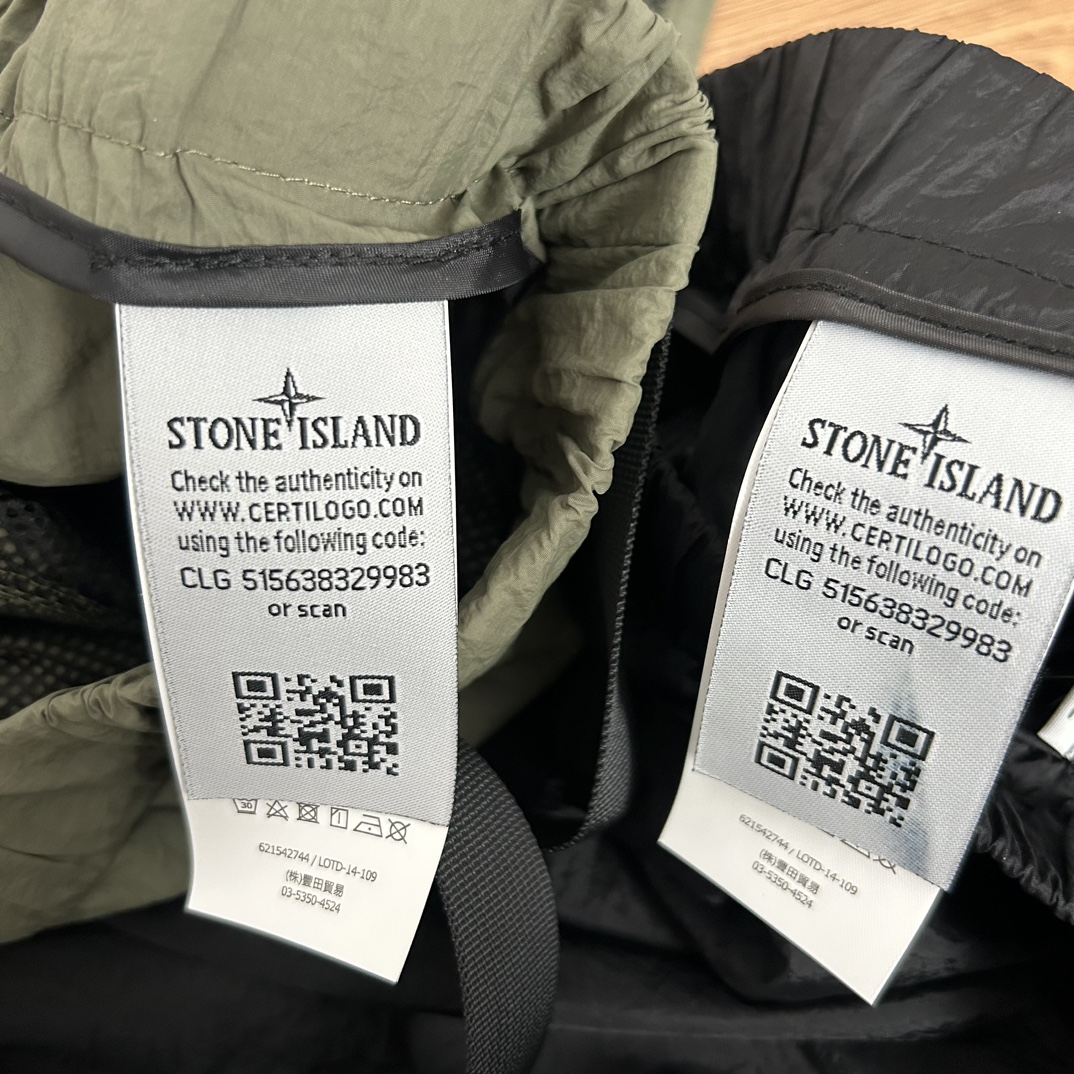 STONE ISLAND
Check the authenticity on
WWW.CERTILOGO.COM
using the following code:
CLG 515638329983
or scan
30
621542744 / LOTD-14-109
(株)豊田貿易
03-5350-4524
STONE ISLAND
Check the authenticity on
WWW.CERTILOGO.COM
using the following code:
CLG 515638329983
or scan
621542744 / LOTD-14-109
(株)豊田貿易
03-5350-4524